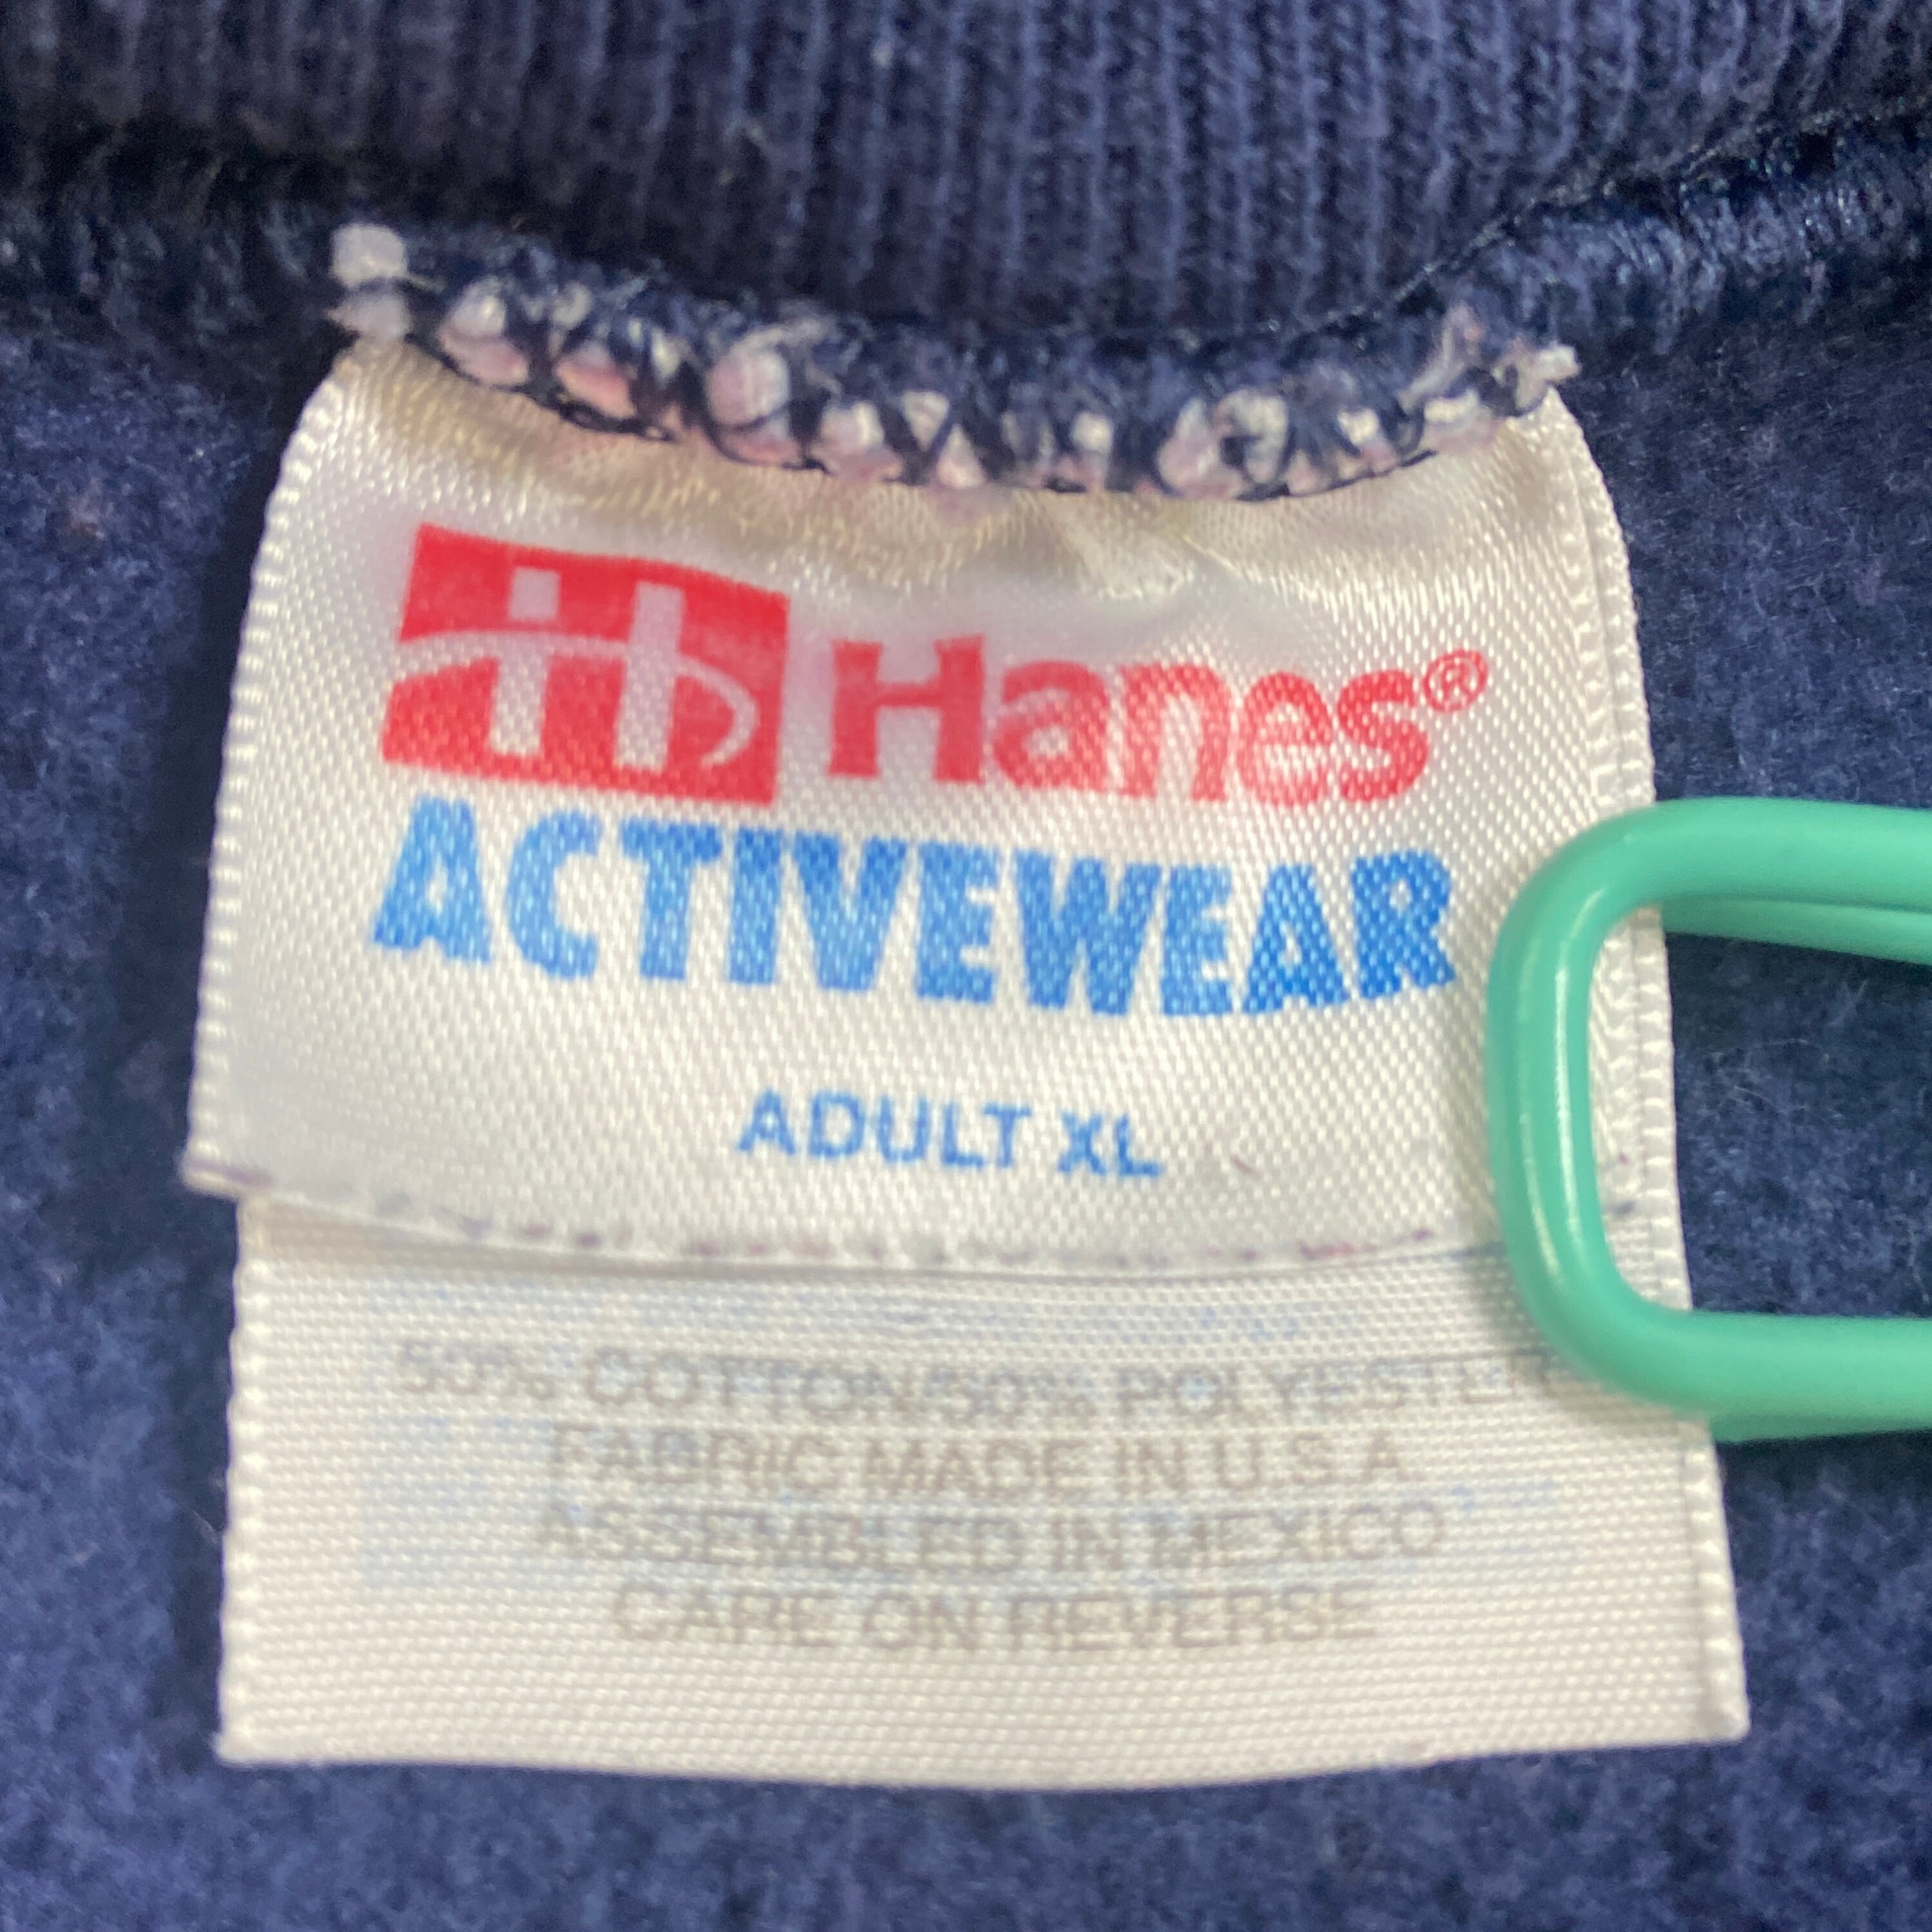 Hanes®
ACTIVEWEAR
ADULT XL
50% COTTON 50% POLYESTER
FABRIC MADE IN U.S.A
ASSEMBLED IN MEXICO
CARE ON REVERSE